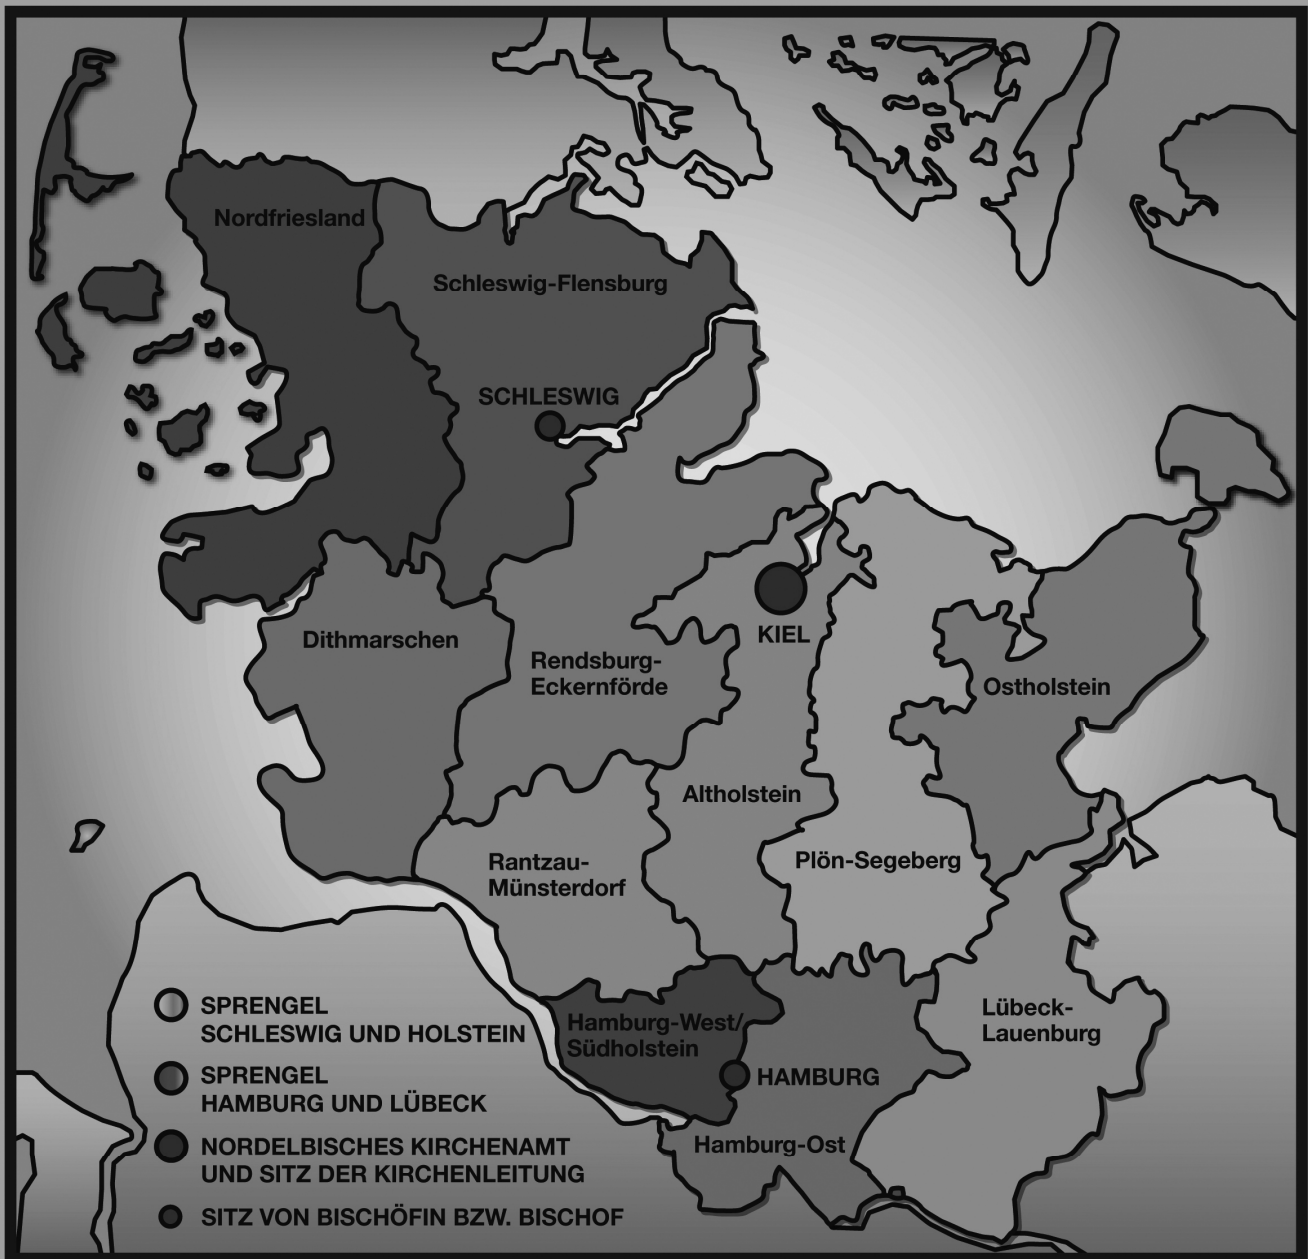 Nordfriesland
Schleswig-Flensburg
SCHLESWIG
KIEL
Dithmarschen
Rendsburg-
Eckernförde
Ostholstein
Altholstein
Rantzau-
Münsterdorf
Plön-Segeberg
Lübeck-
Lauenburg
Hamburg-West/
Südholstein
HAMBURG
Hamburg-Ost
SPRENGEL
SCHLESWIG UND HOLSTEIN
SPRENGEL
HAMBURG UND LÜBECK
NORDELBISCHES KIRCHENAMT
UND SITZ DER KIRCHENLEITUNG
SITZ VON BISCHÖFIN BZW. BISCHOF